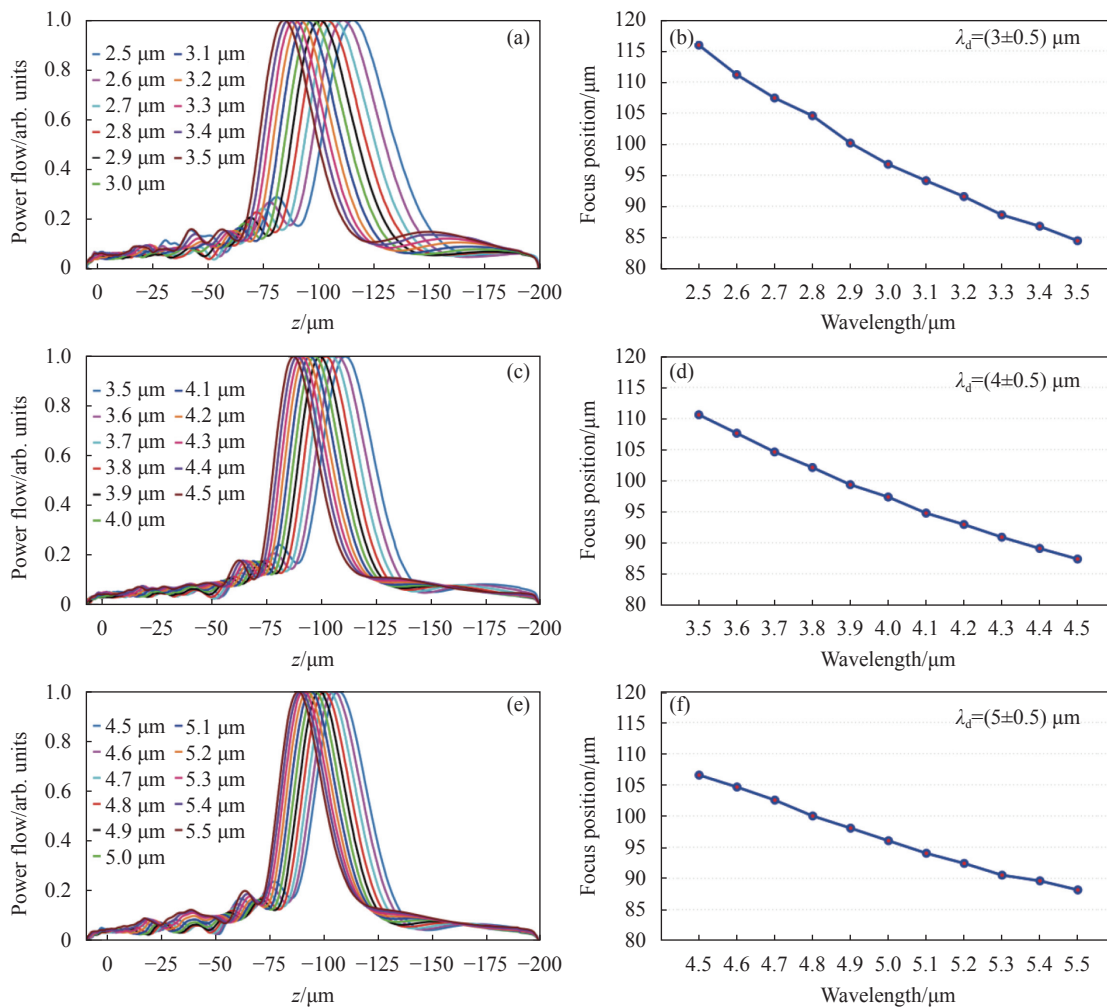 (a)
Power flow/arb. units
1.0
0.8
0.6
0.4
0.2
0
2.5 μm 3.1 μm
2.6 μm 3.2 μm
2.7 μm 3.3 μm
2.8 μm 3.4 μm
2.9 μm 3.5 μm
3.0 μm
0 −25 −50 −75 −100 −125 −150 −175 −200
z/μm
(b)
λd=(3±0.5) μm
Focus position/μm
120
115
110
105
100
95
90
85
80
2.5 2.6 2.7 2.8 2.9 3.0 3.1 3.2 3.3 3.4 3.5
Wavelength/μm
(c)
Power flow/arb. units
1.0
0.8
0.6
0.4
0.2
0
3.5 μm 4.1 μm
3.6 μm 4.2 μm
3.7 μm 4.3 μm
3.8 μm 4.4 μm
3.9 μm 4.5 μm
4.0 μm
0 −25 −50 −75 −100 −125 −150 −175 −200
z/μm
(d)
λd=(4±0.5) μm
Focus position/μm
120
115
110
105
100
95
90
85
80
3.5 3.6 3.7 3.8 3.9 4.0 4.1 4.2 4.3 4.4 4.5
Wavelength/μm
(e)
Power flow/arb. units
1.0
0.8
0.6
0.4
0.2
0
4.5 μm 5.1 μm
4.6 μm 5.2 μm
4.7 μm 5.3 μm
4.8 μm 5.4 μm
4.9 μm 5.5 μm
5.0 μm
0 −25 −50 −75 −100 −125 −150 −175 −200
z/μm
(f)
λd=(5±0.5) μm
Focus position/μm
120
115
110
105
100
95
90
85
80
4.5 4.6 4.7 4.8 4.9 5.0 5.1 5.2 5.3 5.4 5.5
Wavelength/μm